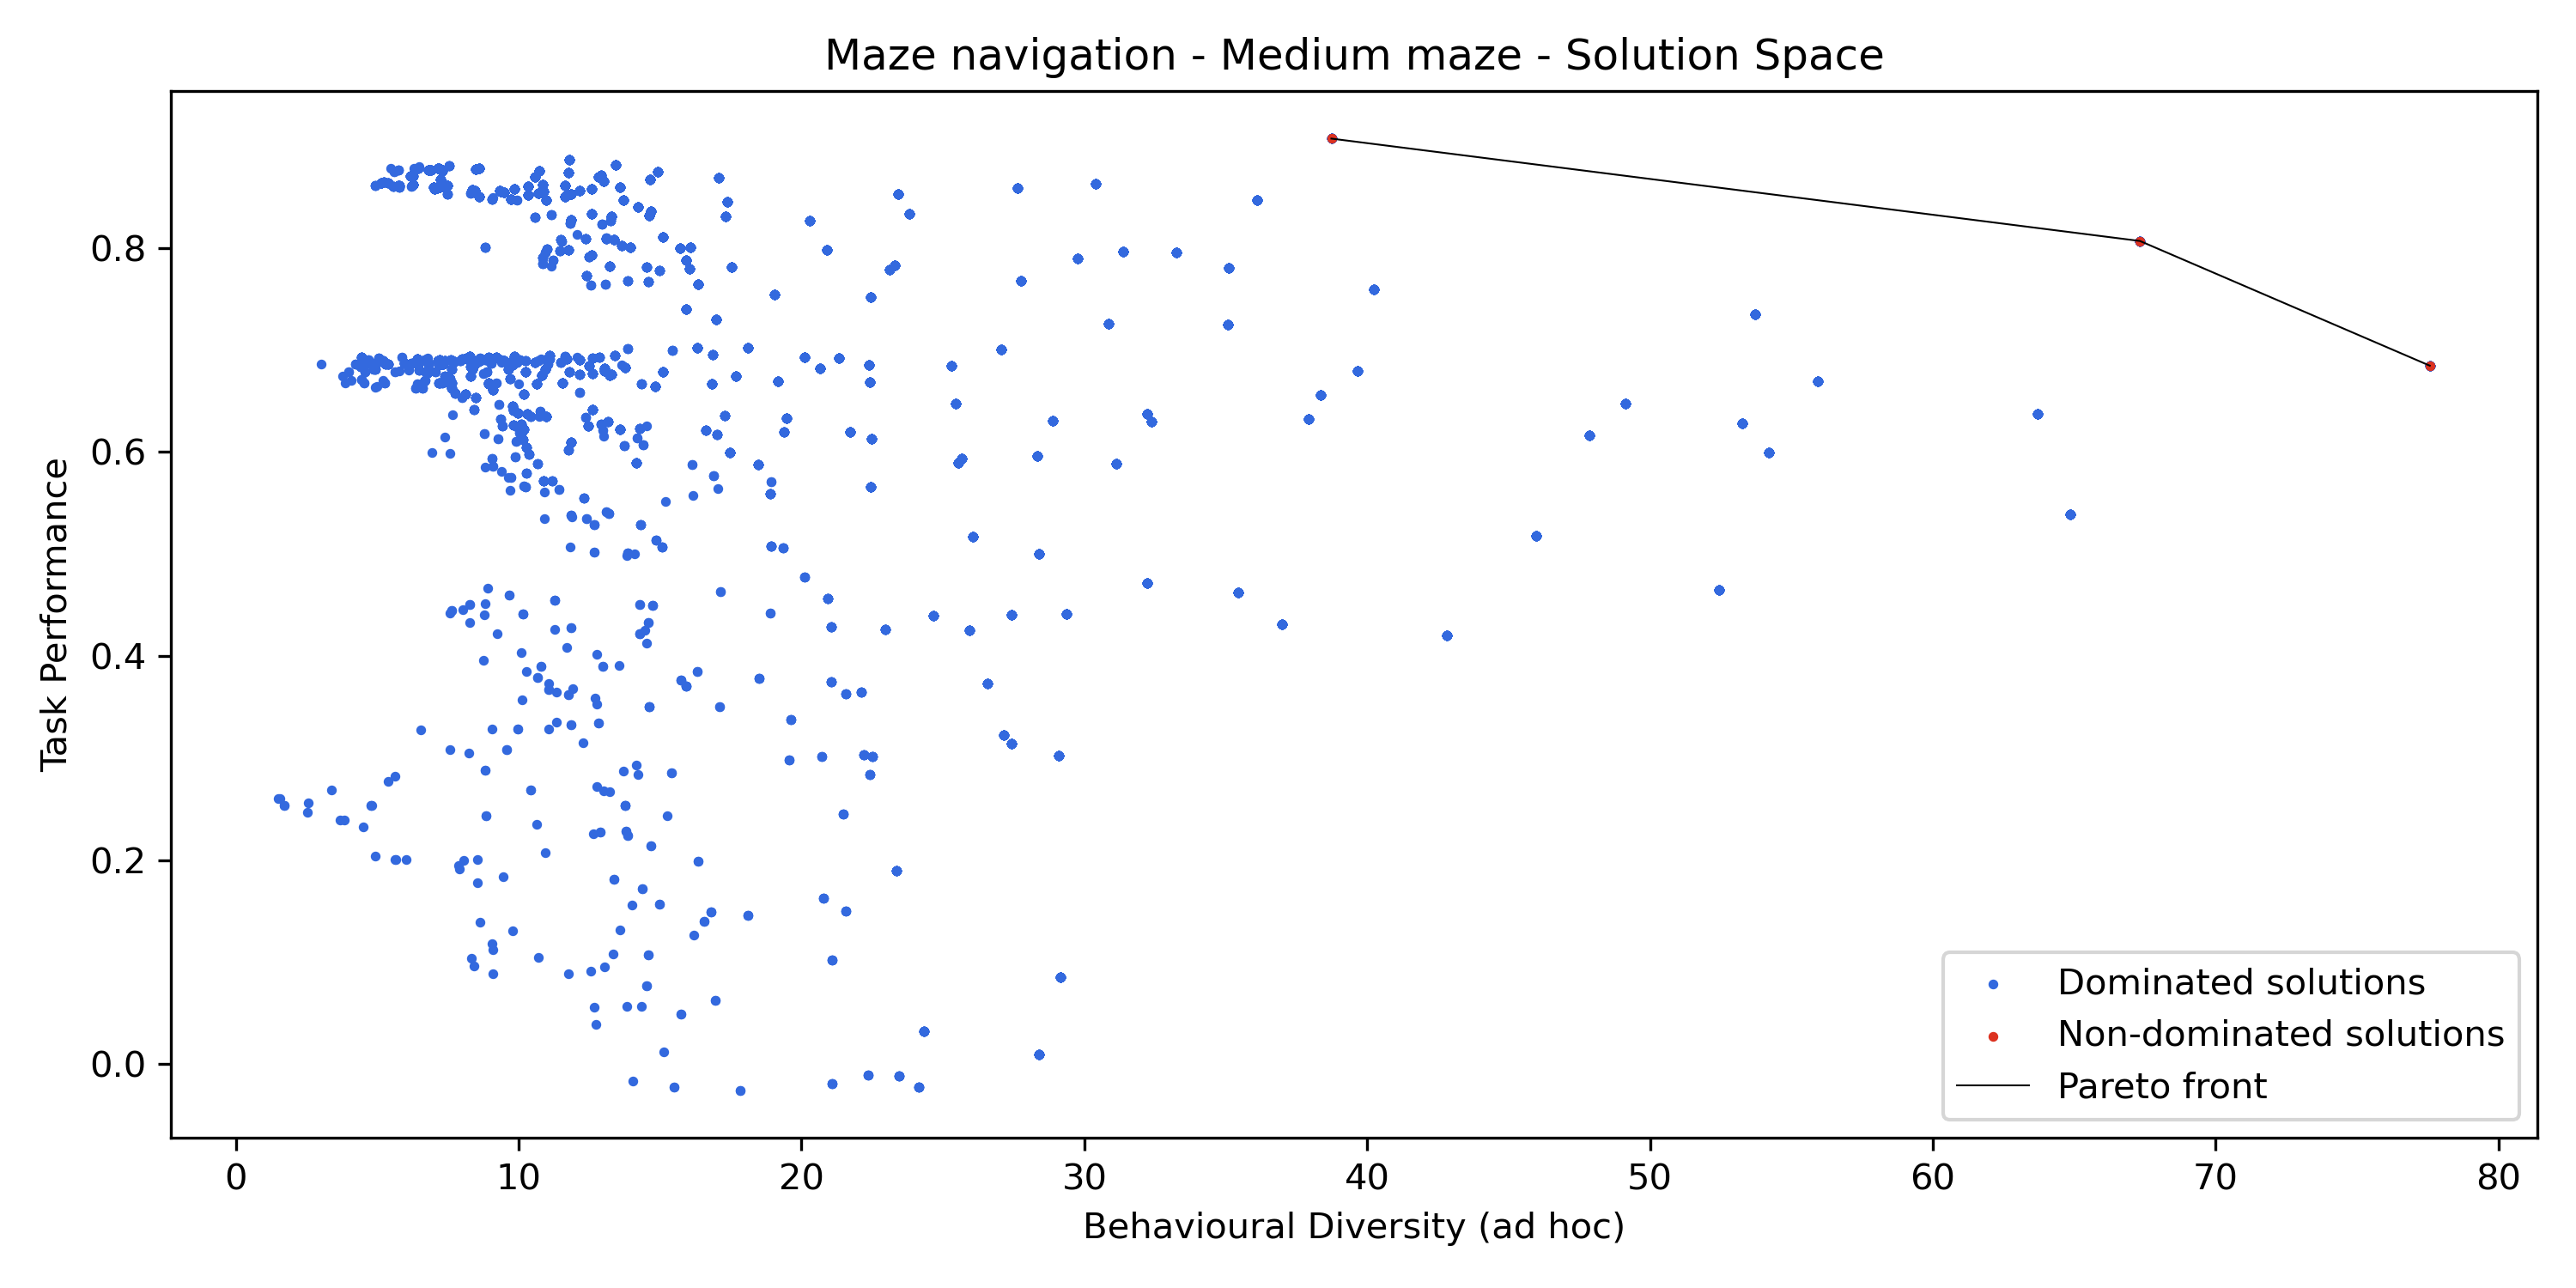 Maze navigation - Medium maze - Solution Space
Task Performance
0.8
0.6
0.4
0.2
0.0
0 10 20 30 40 50 60 70 80
Behavioural Diversity (ad hoc)
Dominated solutions
Non-dominated solutions
Pareto front